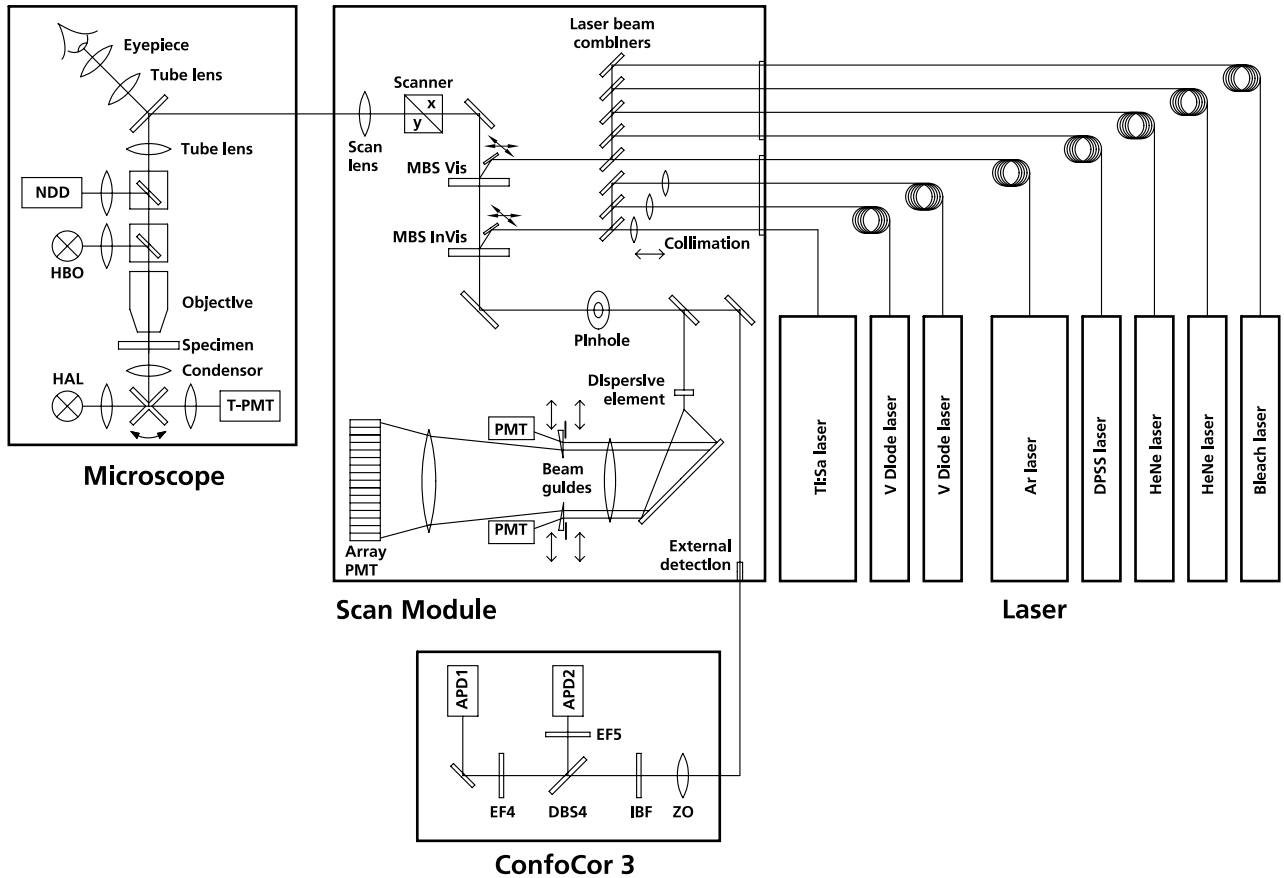 Eyepiece
Tube lens
Tube lens
NDD
HBO
Objective
Specimen
Condensor
HAL
T-PMT
Microscope
Laser beam
combiners
Scanner
x
y
Scan
lens
MBS Vis
MBS InVis
Collimation
Pinhole
Dispersive
element
PMT
Beam
guides
PMT
Array
PMT
External
detection
Scan Module
Ti:Sa laser
V Diode laser
V Diode laser
Ar laser
DPSS laser
HeNe laser
HeNe laser
Bleach laser
Laser
APD1
APD2
EF5
EF4
DBS4
IBF
ZO
ConfoCor 3